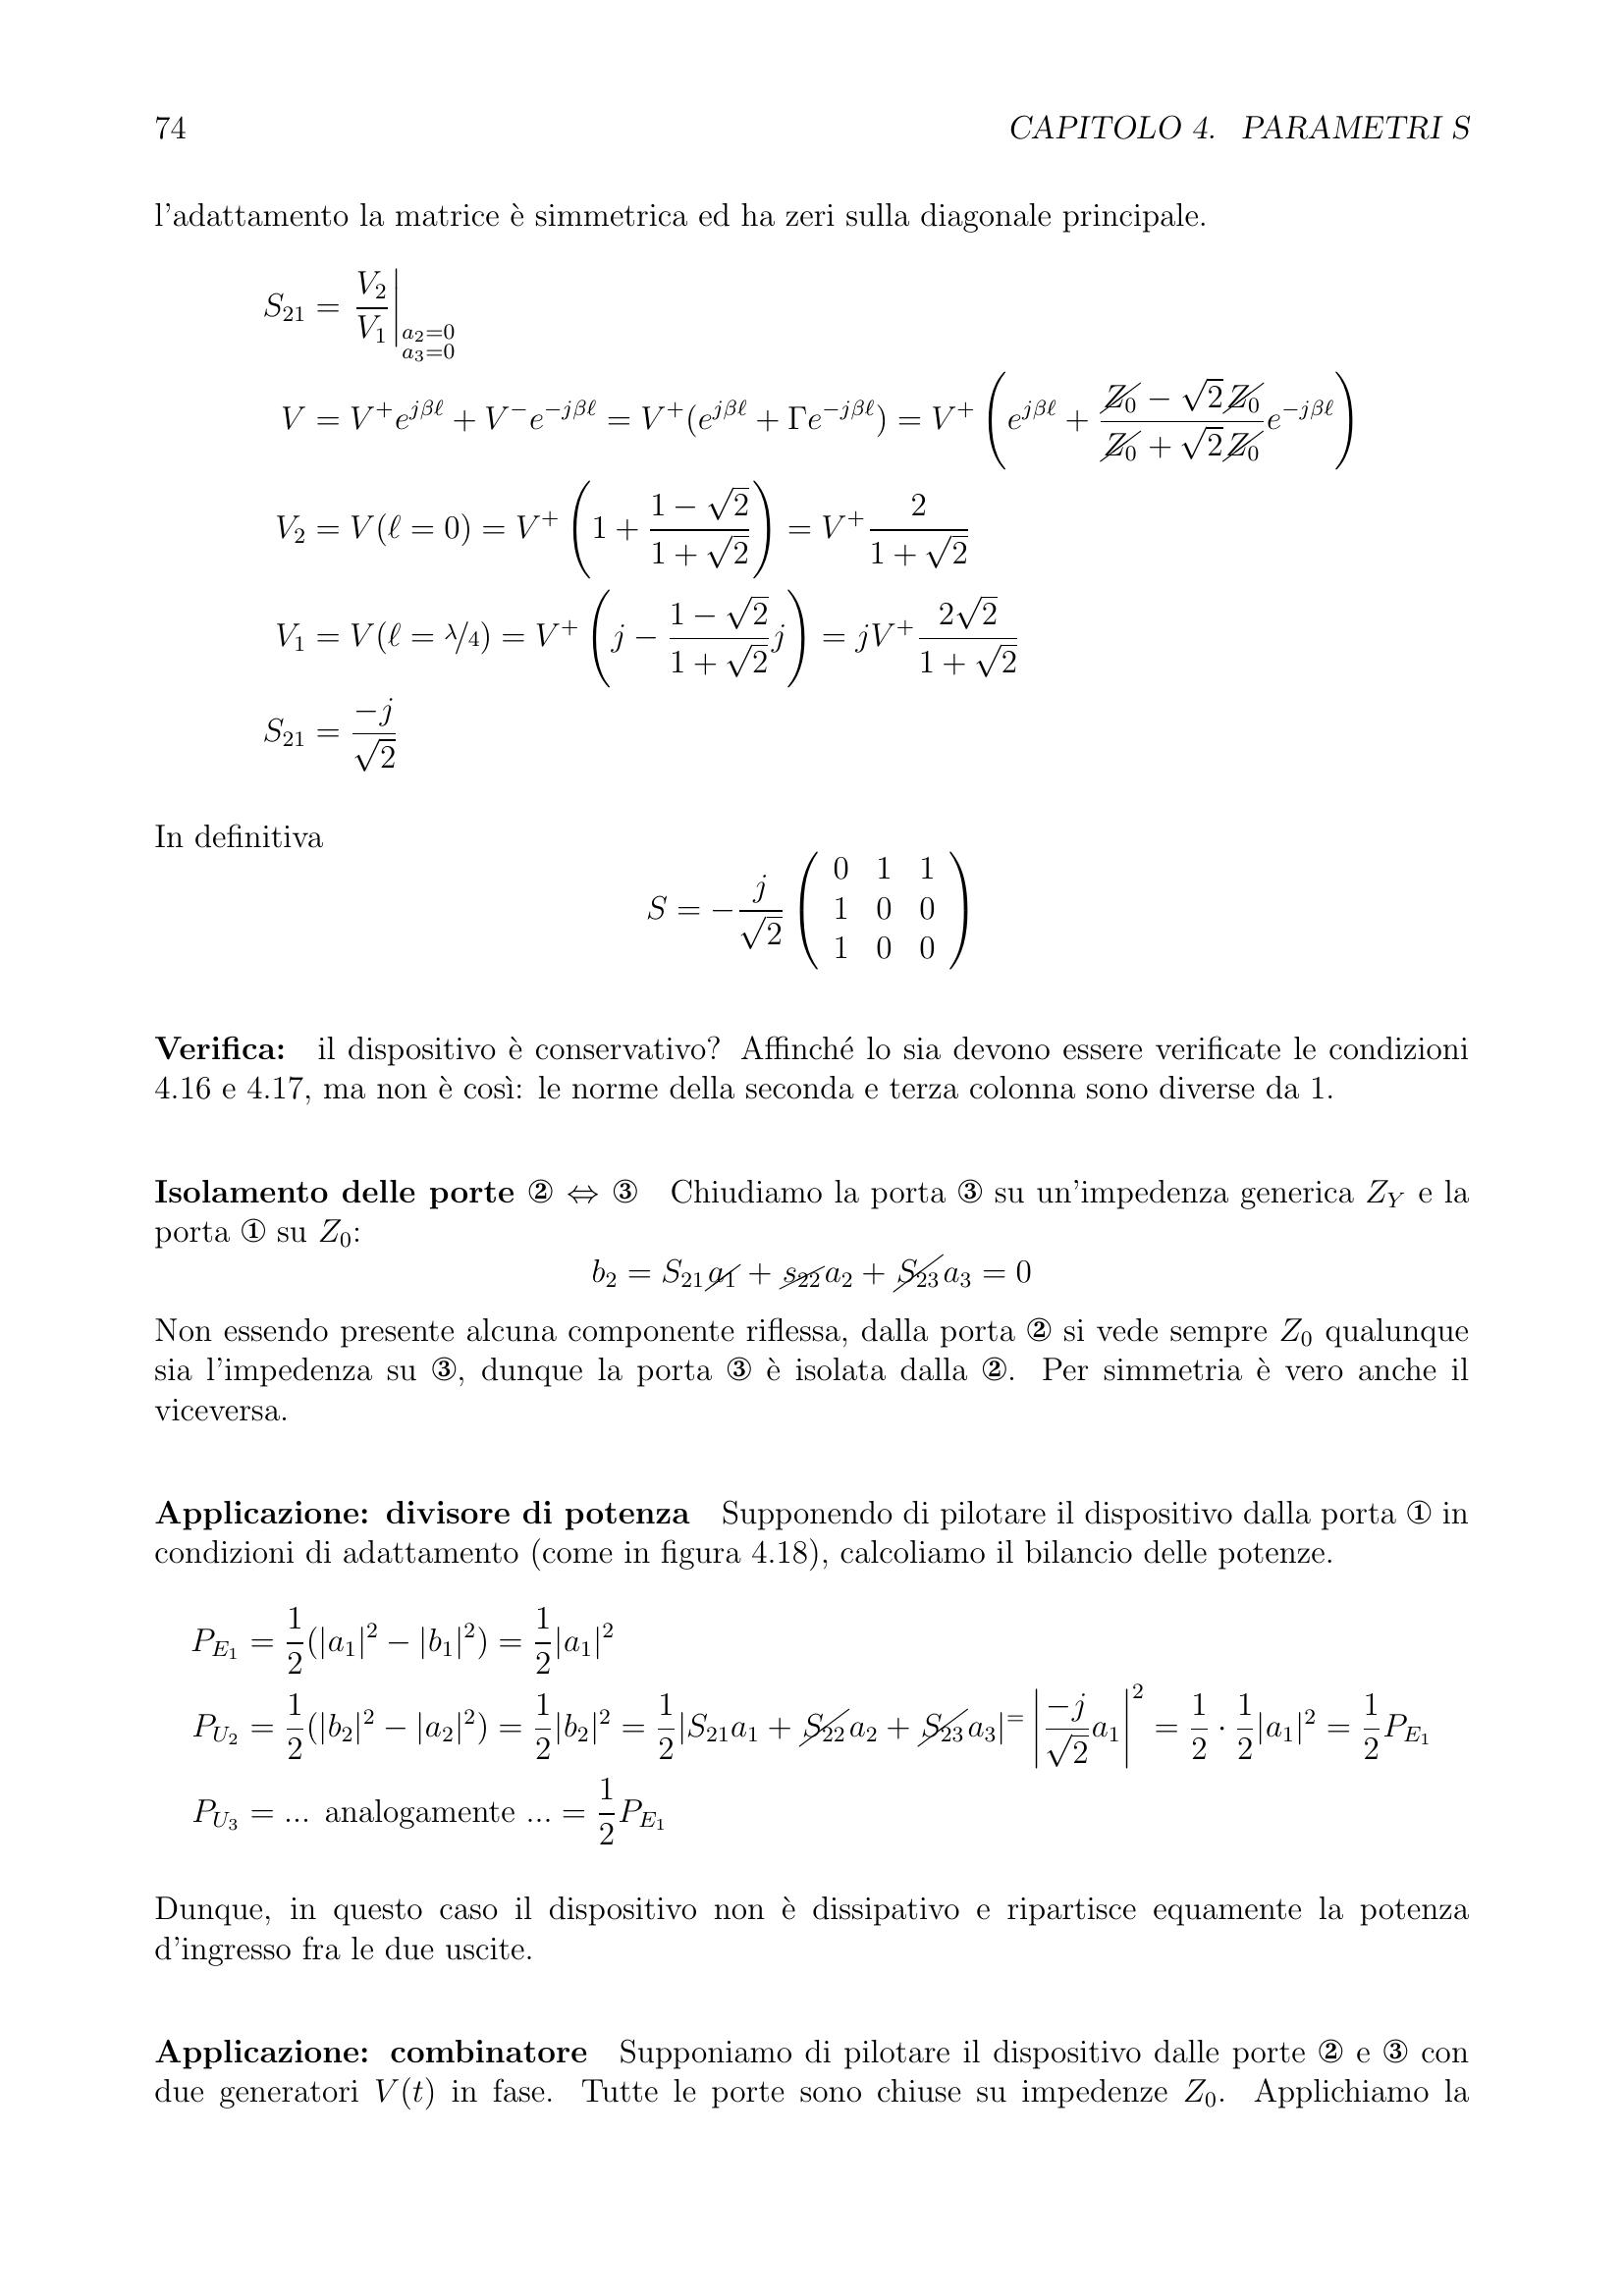 74 CAPITOLO 4. PARAMETRI S
l'adattamento la matrice è simmetrica ed ha zeri sulla diagonale principale.
$S_{21} = \left.\frac{V_2}{V_1}\right|_{\substack{a_2=0 \\ a_3=0}}$
$V = V^+e^{j\beta\ell} + V^-e^{-j\beta\ell} = V^+(e^{j\beta\ell} + \Gamma e^{-j\beta\ell}) = V^+\left(e^{j\beta\ell} + \frac{\cancel{Z_0} - \sqrt{2}\cancel{Z_0}}{\cancel{Z_0} + \sqrt{2}\cancel{Z_0}}e^{-j\beta\ell}\right)$
$V_2 = V(\ell = 0) = V^+\left(1 + \frac{1 - \sqrt{2}}{1 + \sqrt{2}}\right) = V^+\frac{2}{1 + \sqrt{2}}$
$V_1 = V(\ell = \lambda/4) = V^+\left(j - \frac{1 - \sqrt{2}}{1 + \sqrt{2}}j\right) = jV^+\frac{2\sqrt{2}}{1 + \sqrt{2}}$
$S_{21} = \frac{-j}{\sqrt{2}}$
In definitiva
$S = -\frac{j}{\sqrt{2}}\begin{pmatrix} 0 & 1 & 1 \\ 1 & 0 & 0 \\ 1 & 0 & 0 \end{pmatrix}$
Verifica: il dispositivo è conservativo? Affinché lo sia devono essere verificate le condizioni
4.16 e 4.17, ma non è così: le norme della seconda e terza colonna sono diverse da 1.
Isolamento delle porte ② ⇔ ③ Chiudiamo la porta ③ su un'impedenza generica $Z_Y$ e la
porta ① su $Z_0$:
$b_2 = S_{21}\cancel{a_1} + \cancel{s_{22}}a_2 + \cancel{S_{23}}a_3 = 0$
Non essendo presente alcuna componente riflessa, dalla porta ② si vede sempre $Z_0$ qualunque
sia l'impedenza su ③, dunque la porta ③ è isolata dalla ②. Per simmetria è vero anche il
viceversa.
Applicazione: divisore di potenza Supponendo di pilotare il dispositivo dalla porta ① in
condizioni di adattamento (come in figura 4.18), calcoliamo il bilancio delle potenze.
$P_{E_1} = \frac{1}{2}(|a_1|^2 - |b_1|^2) = \frac{1}{2}|a_1|^2$
$P_{U_2} = \frac{1}{2}(|b_2|^2 - |a_2|^2) = \frac{1}{2}|b_2|^2 = \frac{1}{2}|S_{21}a_1 + \cancel{S_{22}}a_2 + \cancel{S_{23}}a_3|^{=}\left|\frac{-j}{\sqrt{2}}a_1\right|^2 = \frac{1}{2} \cdot \frac{1}{2}|a_1|^2 = \frac{1}{2}P_{E_1}$
$P_{U_3} = ...$ analogamente $... = \frac{1}{2}P_{E_1}$
Dunque, in questo caso il dispositivo non è dissipativo e ripartisce equamente la potenza
d'ingresso fra le due uscite.
Applicazione: combinatore Supponiamo di pilotare il dispositivo dalle porte ② e ③ con
due generatori $V(t)$ in fase. Tutte le porte sono chiuse su impedenze $Z_0$. Applichiamo la